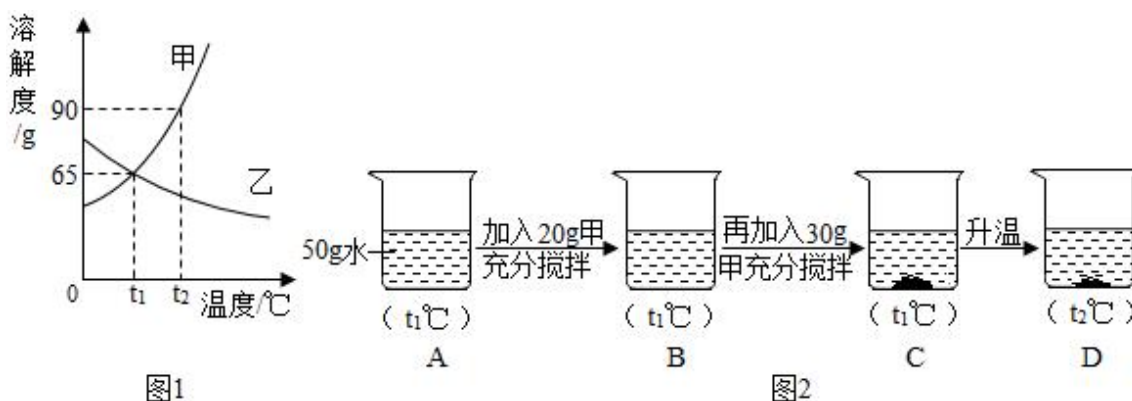 溶解度/g
甲
90
65
乙
0
t₁
t₂
温度/℃
图1
50g水
加入20g甲
充分搅拌
再加入30g
甲充分搅拌
升温
(t₁℃)
(t₁℃)
(t₁℃)
(t₂℃)
A
B
C
D
图2